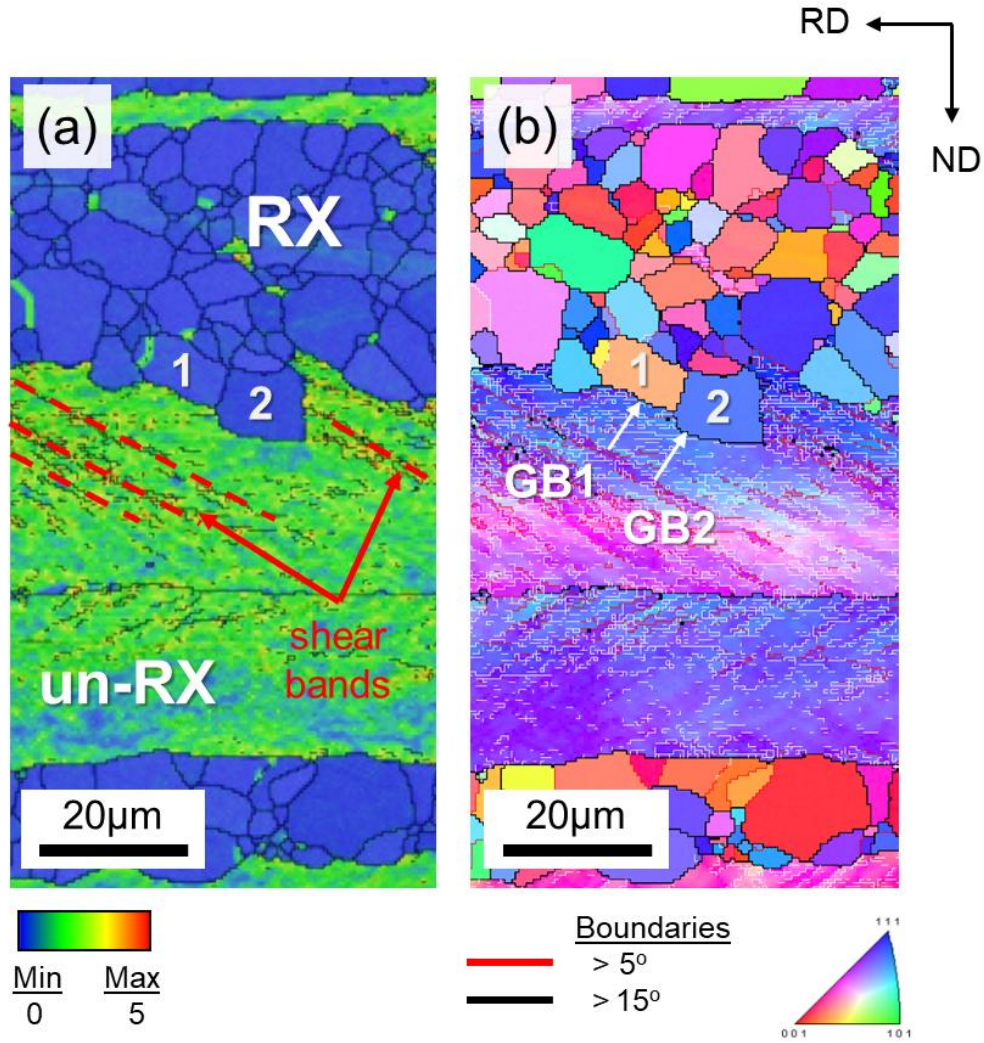 RD
ND
(a)
(b)
RX
1
2
1
2
GB1
GB2
shear
bands
un-RX
20µm
20µm
Min
Max
0
5
Boundaries
> 5°
> 15°
111
001
101